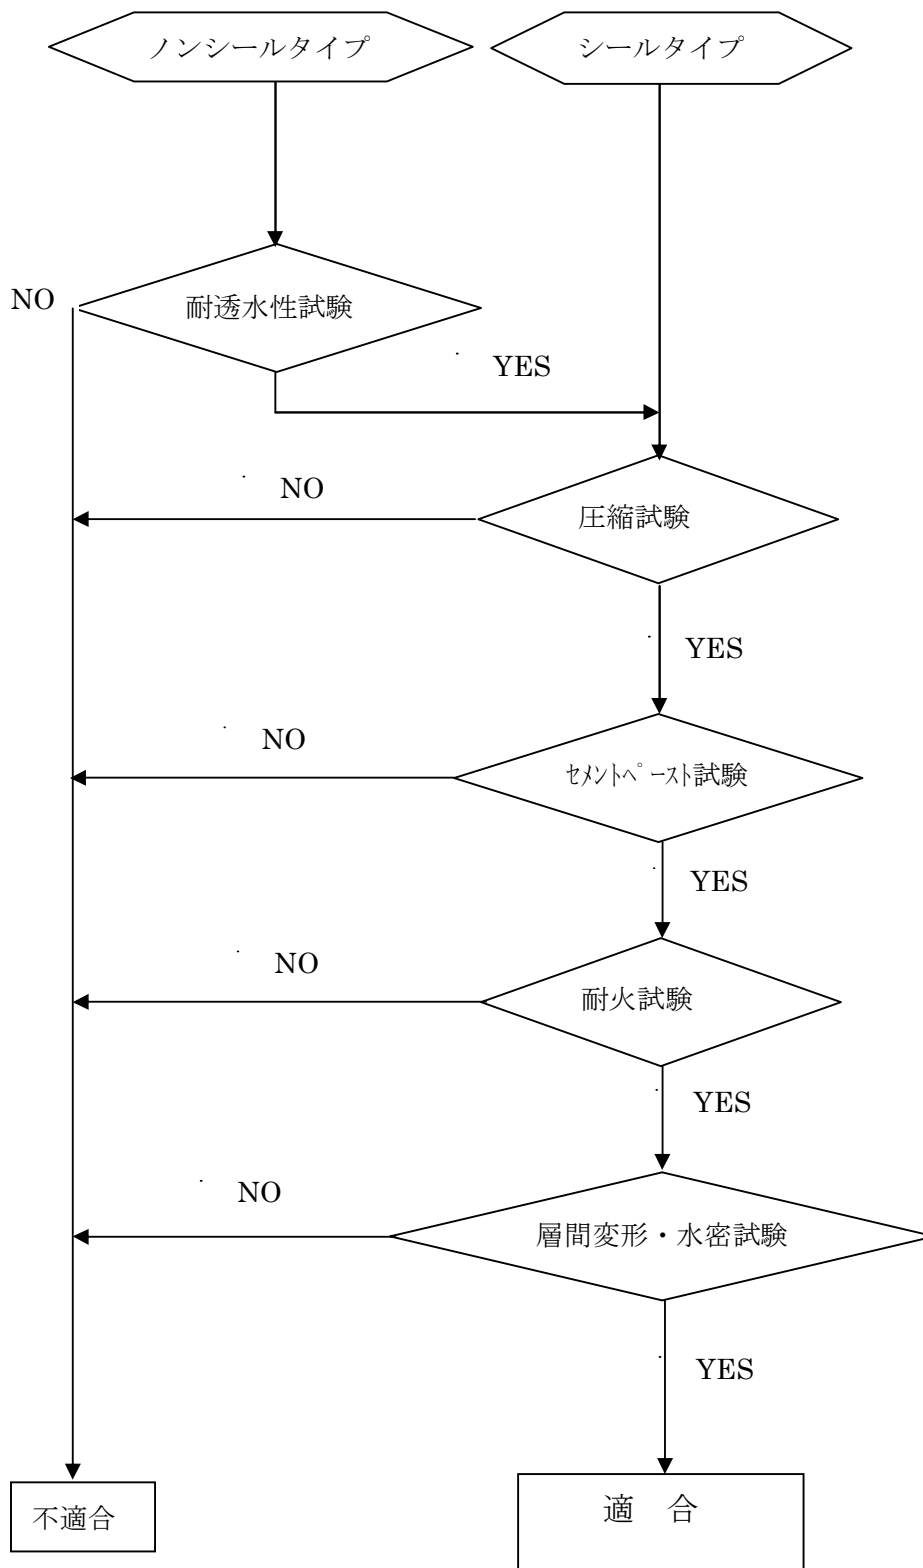 ノンシールタイプ
シールタイプ
耐透水性試験
NO
YES
圧縮試験
NO
YES
セメントペースト試験
NO
YES
耐火試験
NO
YES
層間変形・水密試験
NO
YES
不適合
適 合